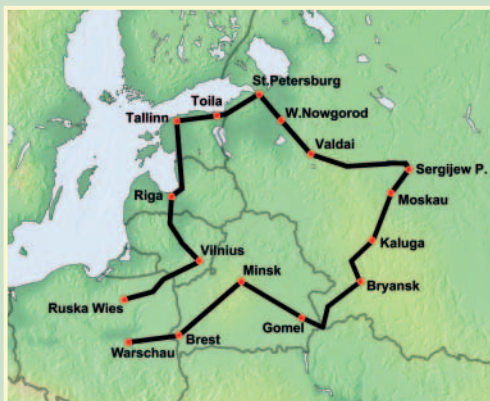 St.Petersburg
Toila
Tallinn
W.Nowgorod
Valdai
Sergijew P.
Riga
Moskau
Kaluga
Vilnius
Minsk
Bryansk
Ruska Wies
Gomel
Brest
Warschau